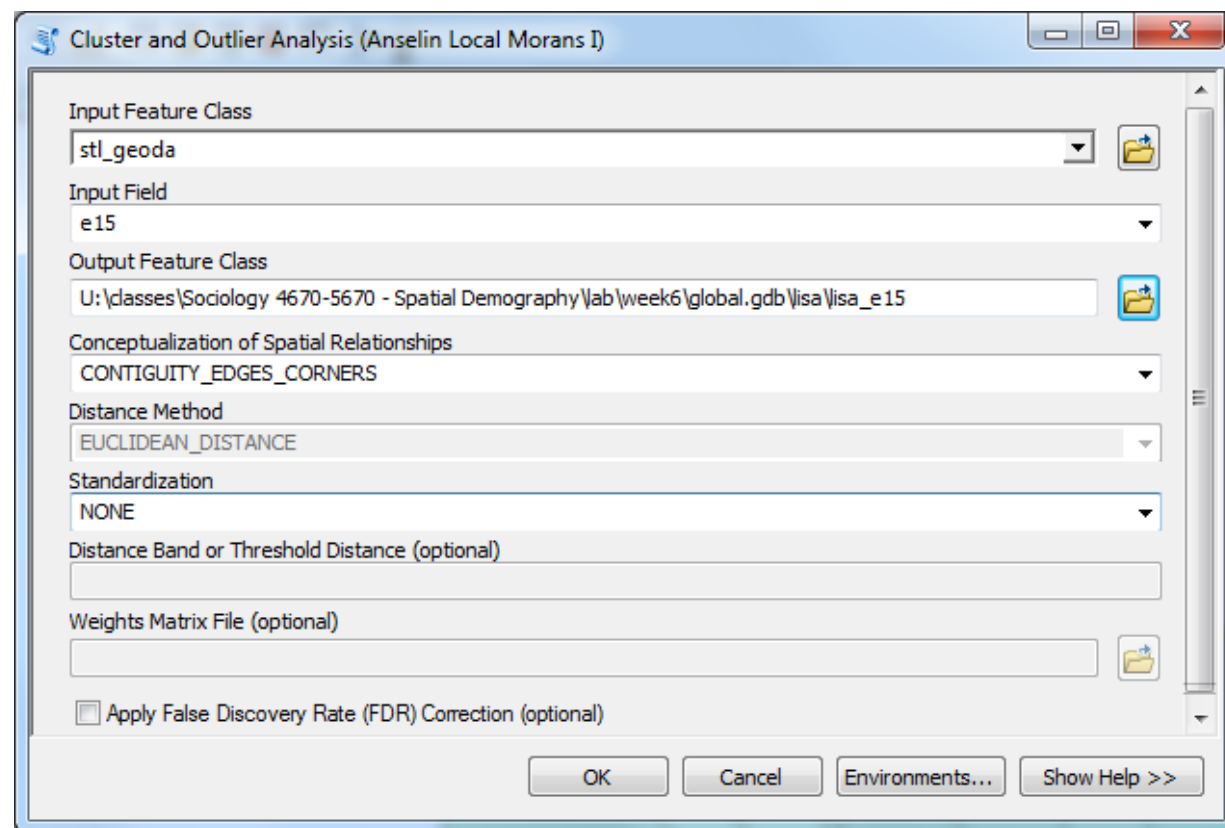 Cluster and Outlier Analysis (Anselin Local Morans I)
Input Feature Class
stl_geoda
Input Field
e15
Output Feature Class
U:\classes\Sociology 4670-5670 - Spatial Demography\lab\week6\global.gdb\lisa\lisa_e15
Conceptualization of Spatial Relationships
CONTIGUITY_EDGES_CORNERS
Distance Method
EUCLIDEAN_DISTANCE
Standardization
NONE
Distance Band or Threshold Distance (optional)
Weights Matrix File (optional)
Apply False Discovery Rate (FDR) Correction (optional)
OK Cancel Environments... Show Help >>